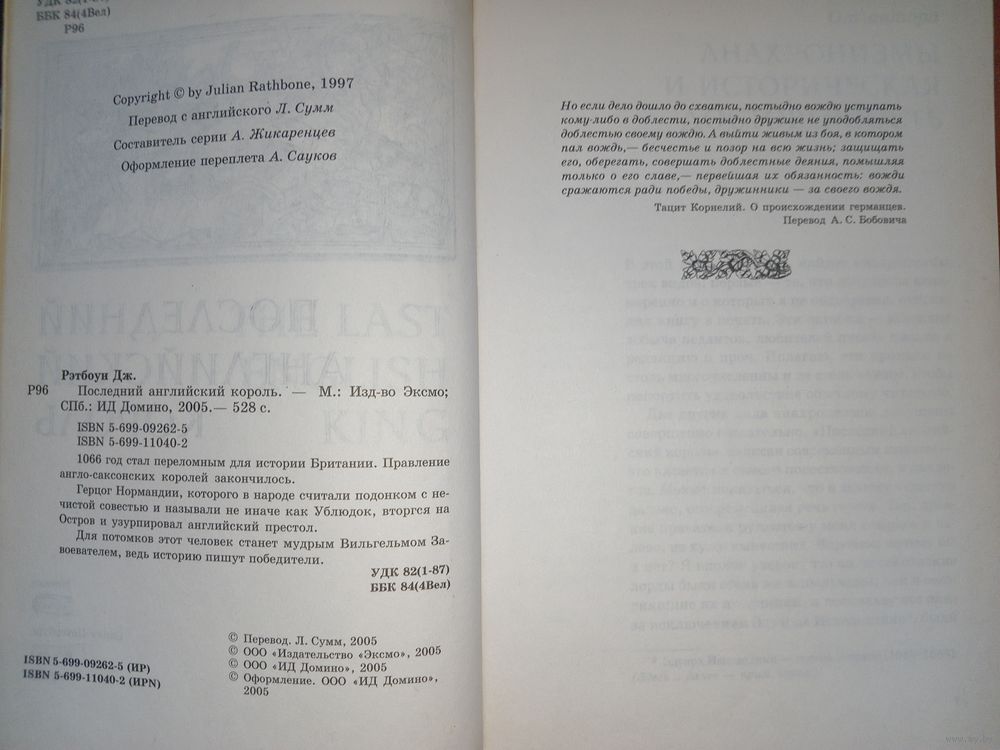 ББК 84(4Вел)
Р96
Copyright © by Julian Rathbone, 1997
Перевод с английского Л. Сумм
Составитель серии А. Жикаренцев
Оформление переплета А. Сауков
Рэтбоун Дж.
Р96 Последний английский король. — М.: Изд-во Эксмо;
СПб.: ИД Домино, 2005.— 528 с.
ISBN 5-699-09262-5
ISBN 5-699-11040-2
1066 год стал переломным для истории Британии. Правление
англо-саксонских королей закончилось.
Герцог Нормандии, которого в народе считали подонком с не-
чистой совестью и называли не иначе как Ублюдок, вторгся на
Остров и узурпировал английский престол.
Для потомков этот человек станет мудрым Вильгельмом За-
воевателем, ведь историю пишут победители.
УДК 82(1-87)
ББК 84(4Вел)
© Перевод. Л. Сумм, 2005
© ООО «Издательство «Эксмо», 2005
© ООО «ИД Домино», 2005
© Оформление. ООО «ИД Домино»,
2005
ISBN 5-699-09262-5 (ИР)
ISBN 5-699-11040-2 (ИРN)
Но если дело дошло до схватки, постыдно вождю уступать
кому-либо в доблести, постыдно дружине не уподобляться
доблестью своему вождю. А выйти живым из боя, в котором
пал вождь,— бесчестье и позор на всю жизнь; защищать
его, оберегать, совершать доблестные деяния, помышляя
только о его славе,— первейшая их обязанность: вожди
сражаются ради победы, дружинники — за своего вождя.
Тацит Корнелий. О происхождении германцев.
Перевод А. С. Бобовича